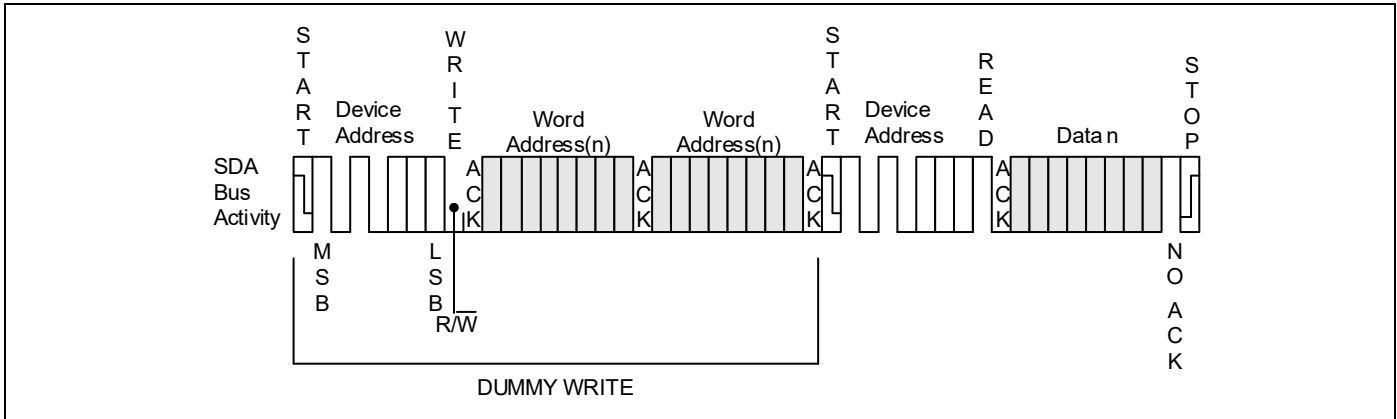 START
WRITE
START
READ
STOP
Device
Address
Word
Address(n)
Word
Address(n)
Device
Address
Data n
SDA
Bus
Activity
ACK
ACK
ACK
ACK
MSB
LSB
R/W̅
NO ACK
DUMMY WRITE